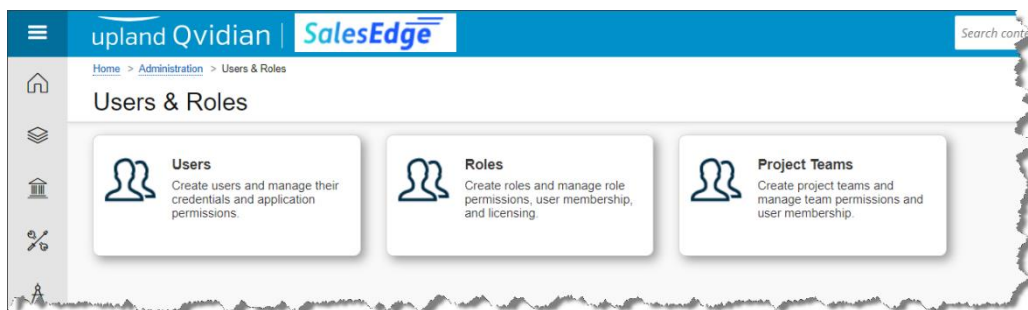 upland Qvidian | SalesEdge
Search conte
Home > Administration > Users & Roles
Users & Roles
Users
Create users and manage their
credentials and application
permissions.
Roles
Create roles and manage role
permissions, user membership,
and licensing.
Project Teams
Create project teams and
manage team permissions and
user membership.